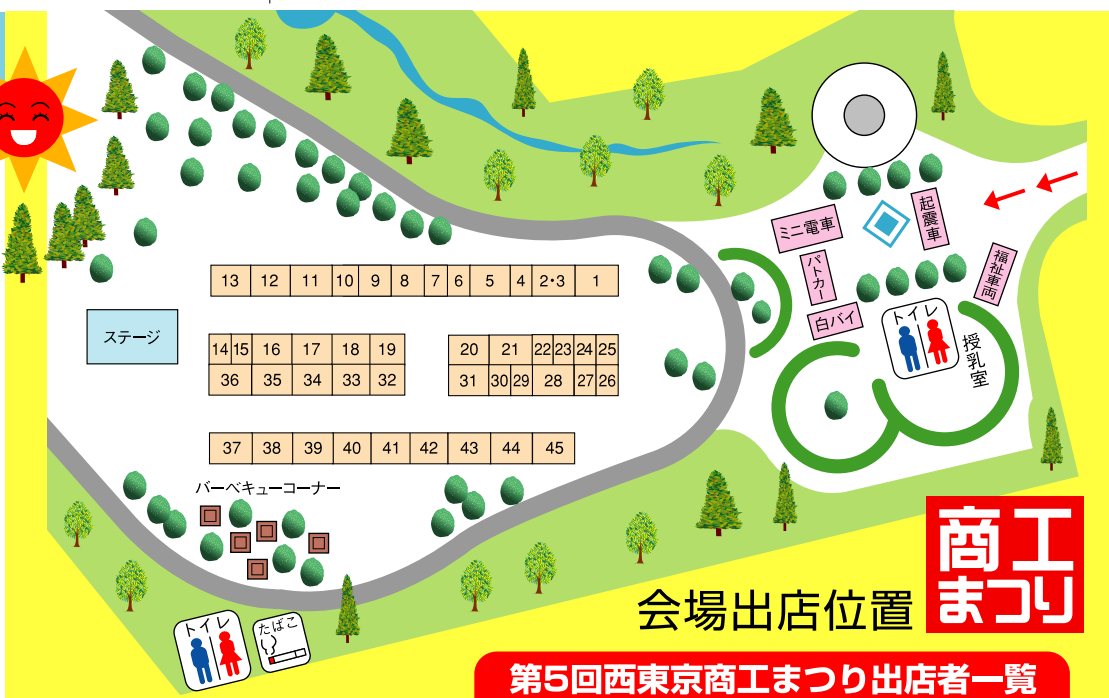 起震車
ミニ電車
パトカー
福祉車両
白バイ
トイレ
授乳室
13 12 11 10 9 8 7 6 5 4 2・3 1
ステージ
14 15 16 17 18 19
36 35 34 33 32
20 21 22 23 24 25
31 30 29 28 27 26
37 38 39 40 41 42 43 44 45
バーベキューコーナー
トイレ
たばこ
会場出店位置
商工
まつり
第5回西東京商工まつり出店者一覧